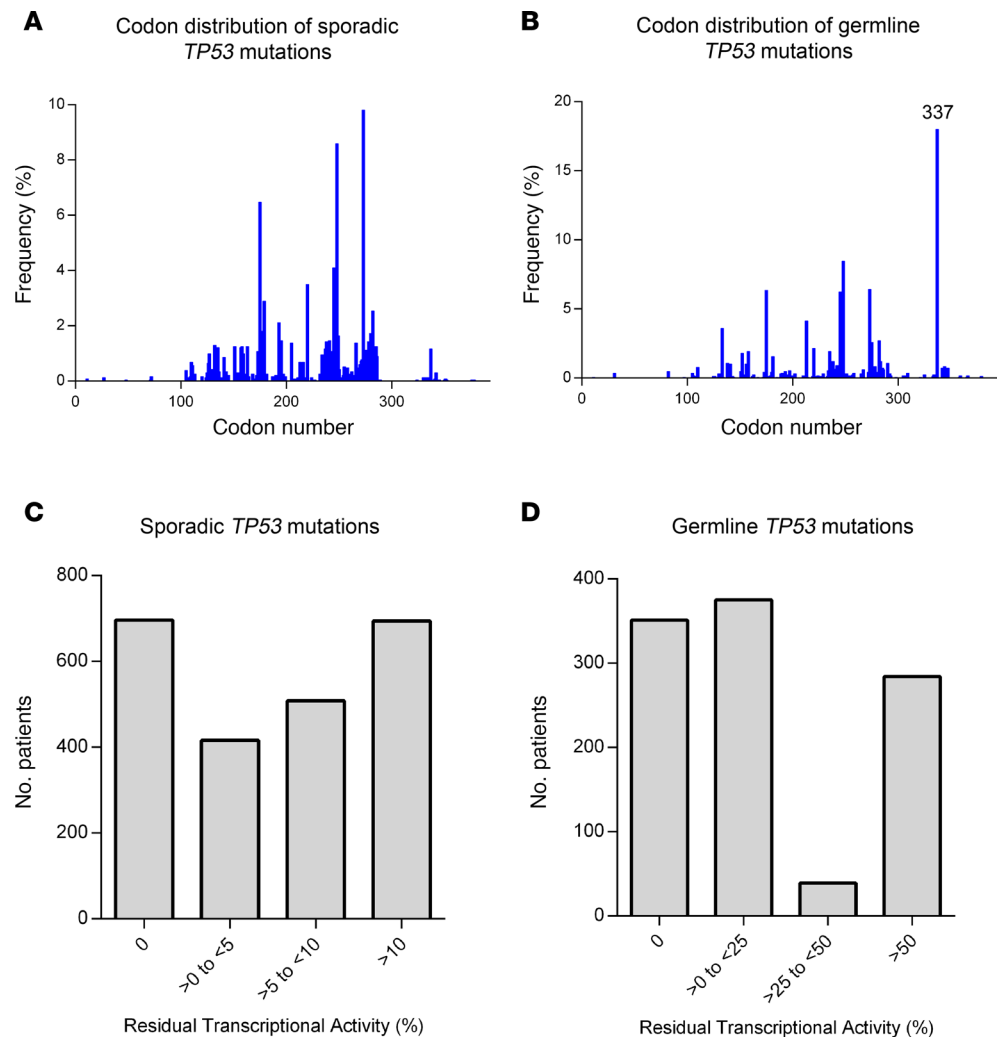 A
Codon distribution of sporadic
TP53 mutations
Frequency (%)
10
8
6
4
2
0
0 100 200 300
Codon number
B
Codon distribution of germline
TP53 mutations
Frequency (%)
20
15
10
5
0
337
0 100 200 300
Codon number
C
Sporadic TP53 mutations
No. patients
800
600
400
200
0
0 >0 to <5 >5 to <10 >10
Residual Transcriptional Activity (%)
D
Germline TP53 mutations
No. patients
400
300
200
100
0
0 >0 to <25 >25 to <50 >50
Residual Transcriptional Activity (%)